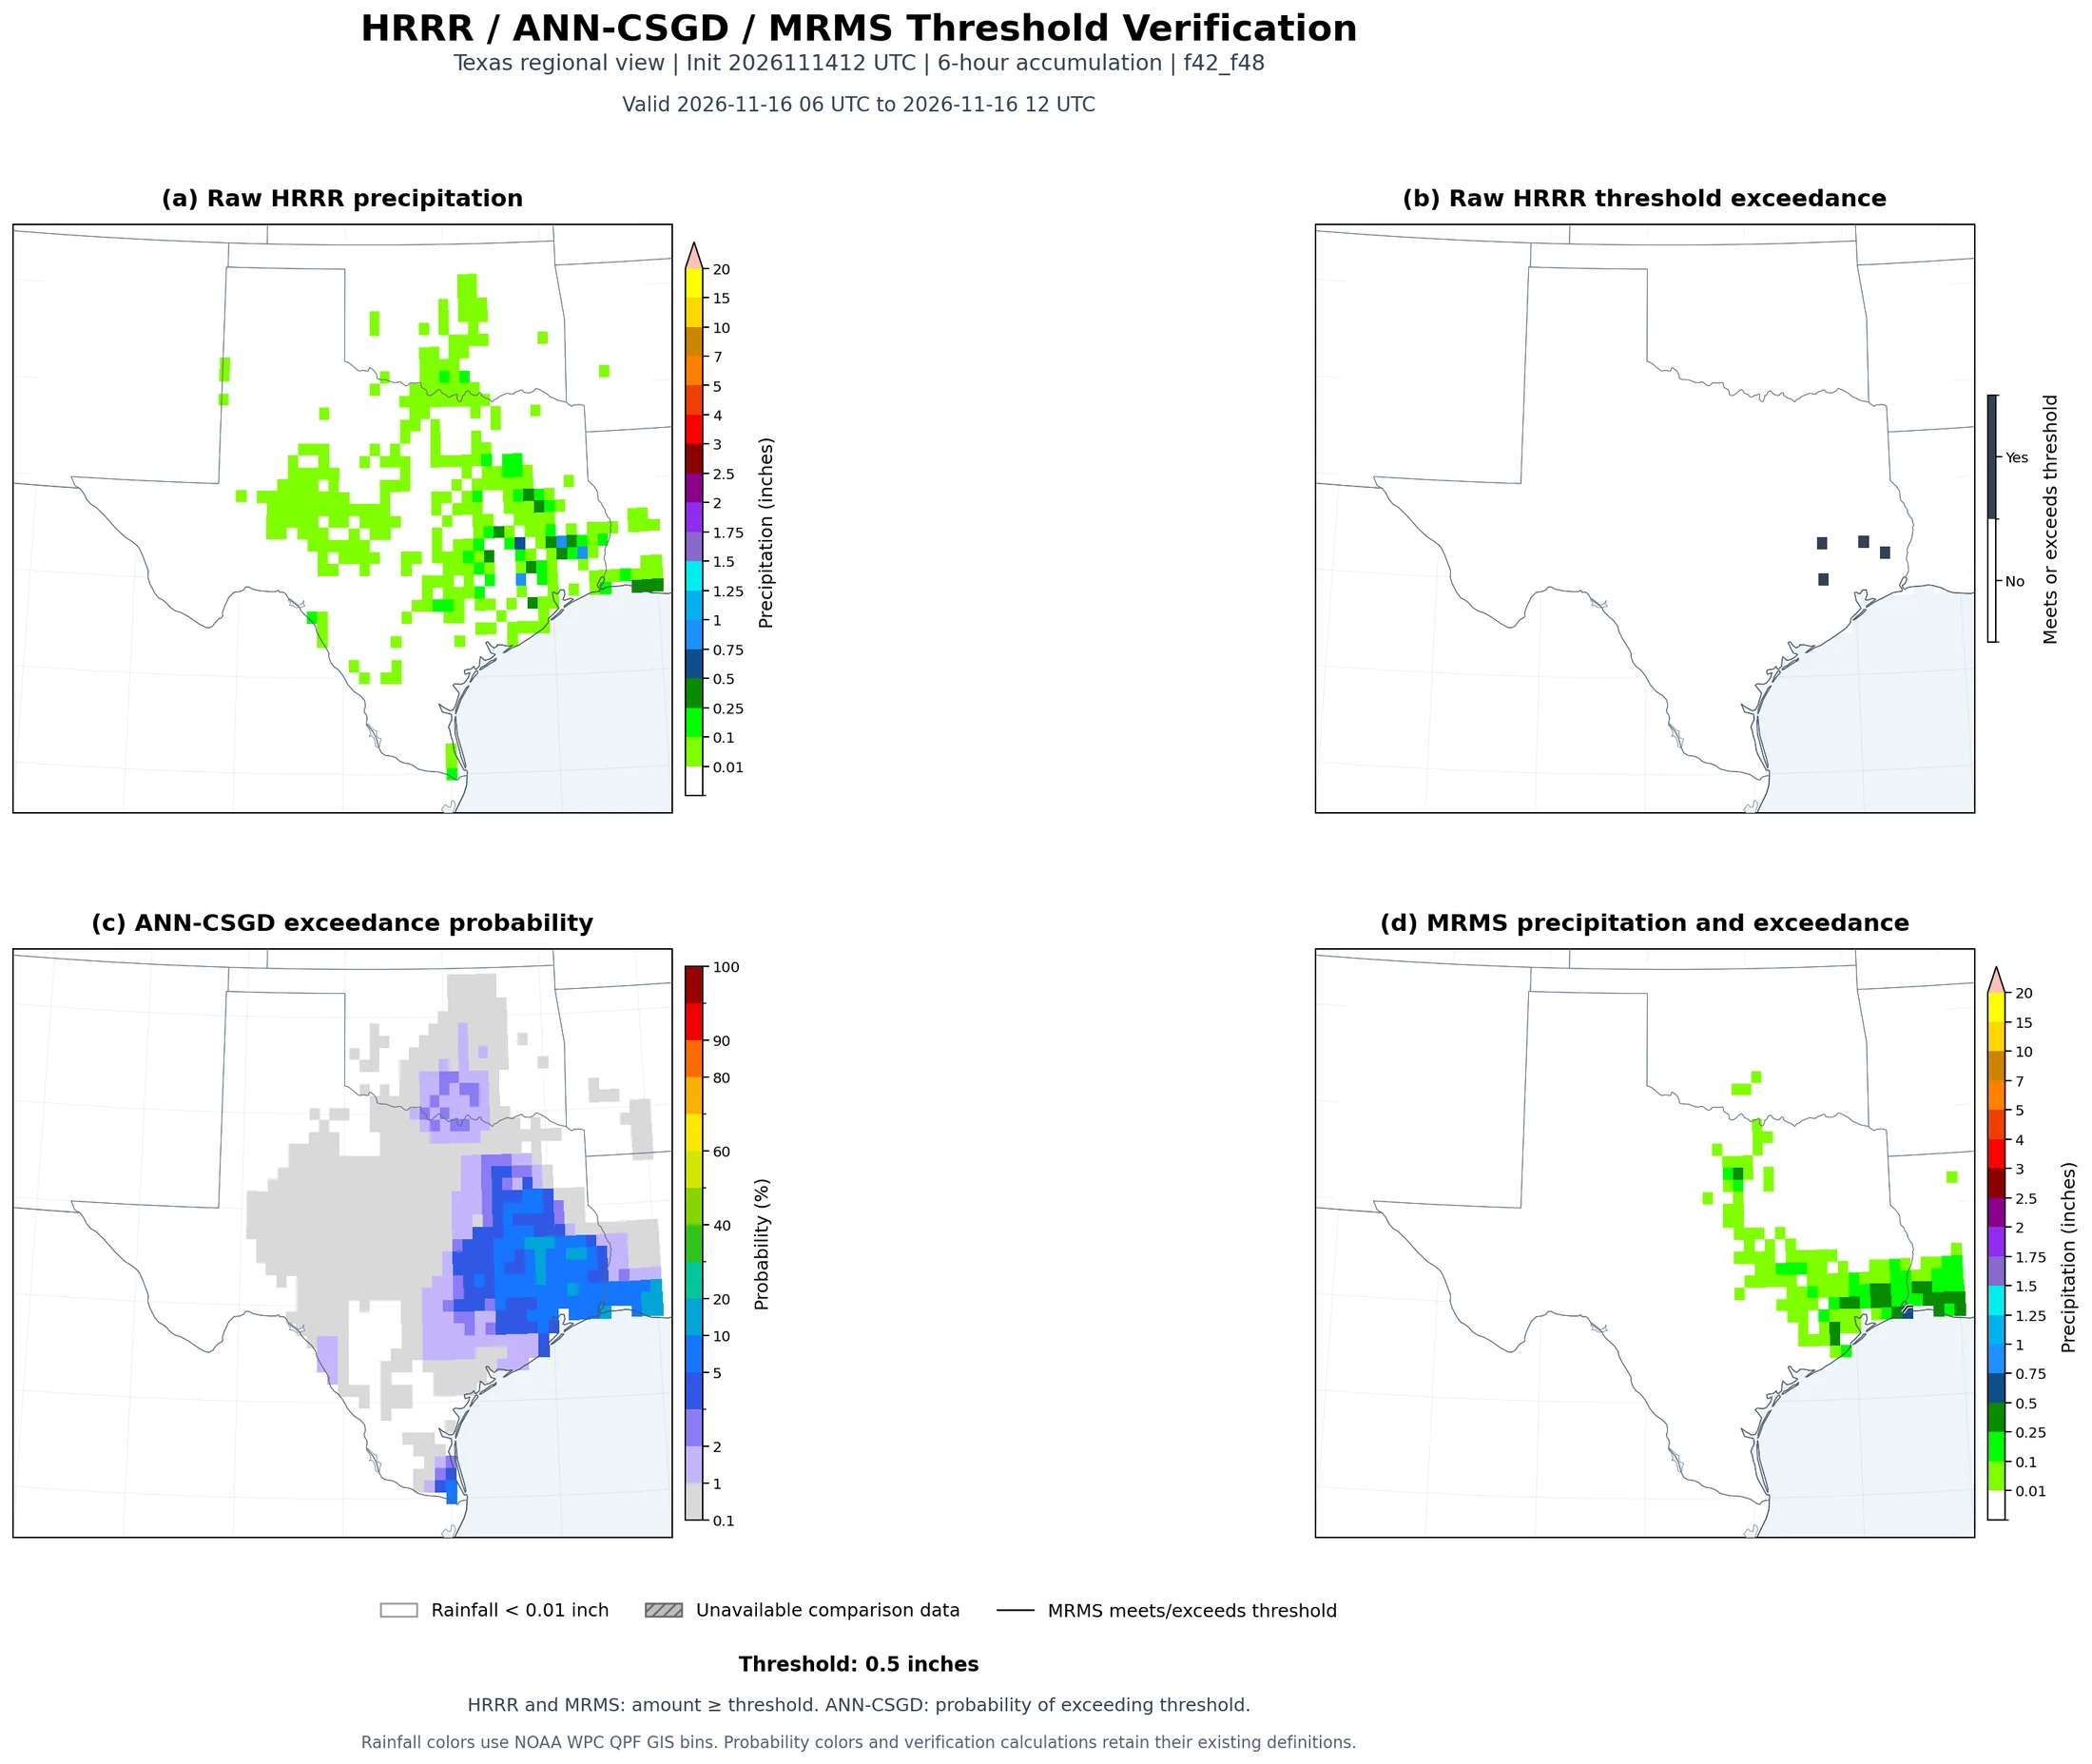 HRRR / ANN-CSGD / MRMS Threshold Verification
Texas regional view | Init 2026111412 UTC | 6-hour accumulation | f42_f48
Valid 2026-11-16 06 UTC to 2026-11-16 12 UTC
(a) Raw HRRR precipitation
20
15
10
7
5
4
3
2.5
2
1.75
1.5
1.25
1
0.75
0.5
0.25
0.1
0.01
Precipitation (inches)
(b) Raw HRRR threshold exceedance
Yes
No
Meets or exceeds threshold
(c) ANN-CSGD exceedance probability
100
90
80
60
40
20
10
5
2
1
0.1
Probability (%)
(d) MRMS precipitation and exceedance
20
15
10
7
5
4
3
2.5
2
1.75
1.5
1.25
1
0.75
0.5
0.25
0.1
0.01
Precipitation (inches)
Rainfall < 0.01 inch
Unavailable comparison data
MRMS meets/exceeds threshold
Threshold: 0.5 inches
HRRR and MRMS: amount ≥ threshold. ANN-CSGD: probability of exceeding threshold.
Rainfall colors use NOAA WPC QPF GIS bins. Probability colors and verification calculations retain their existing definitions.